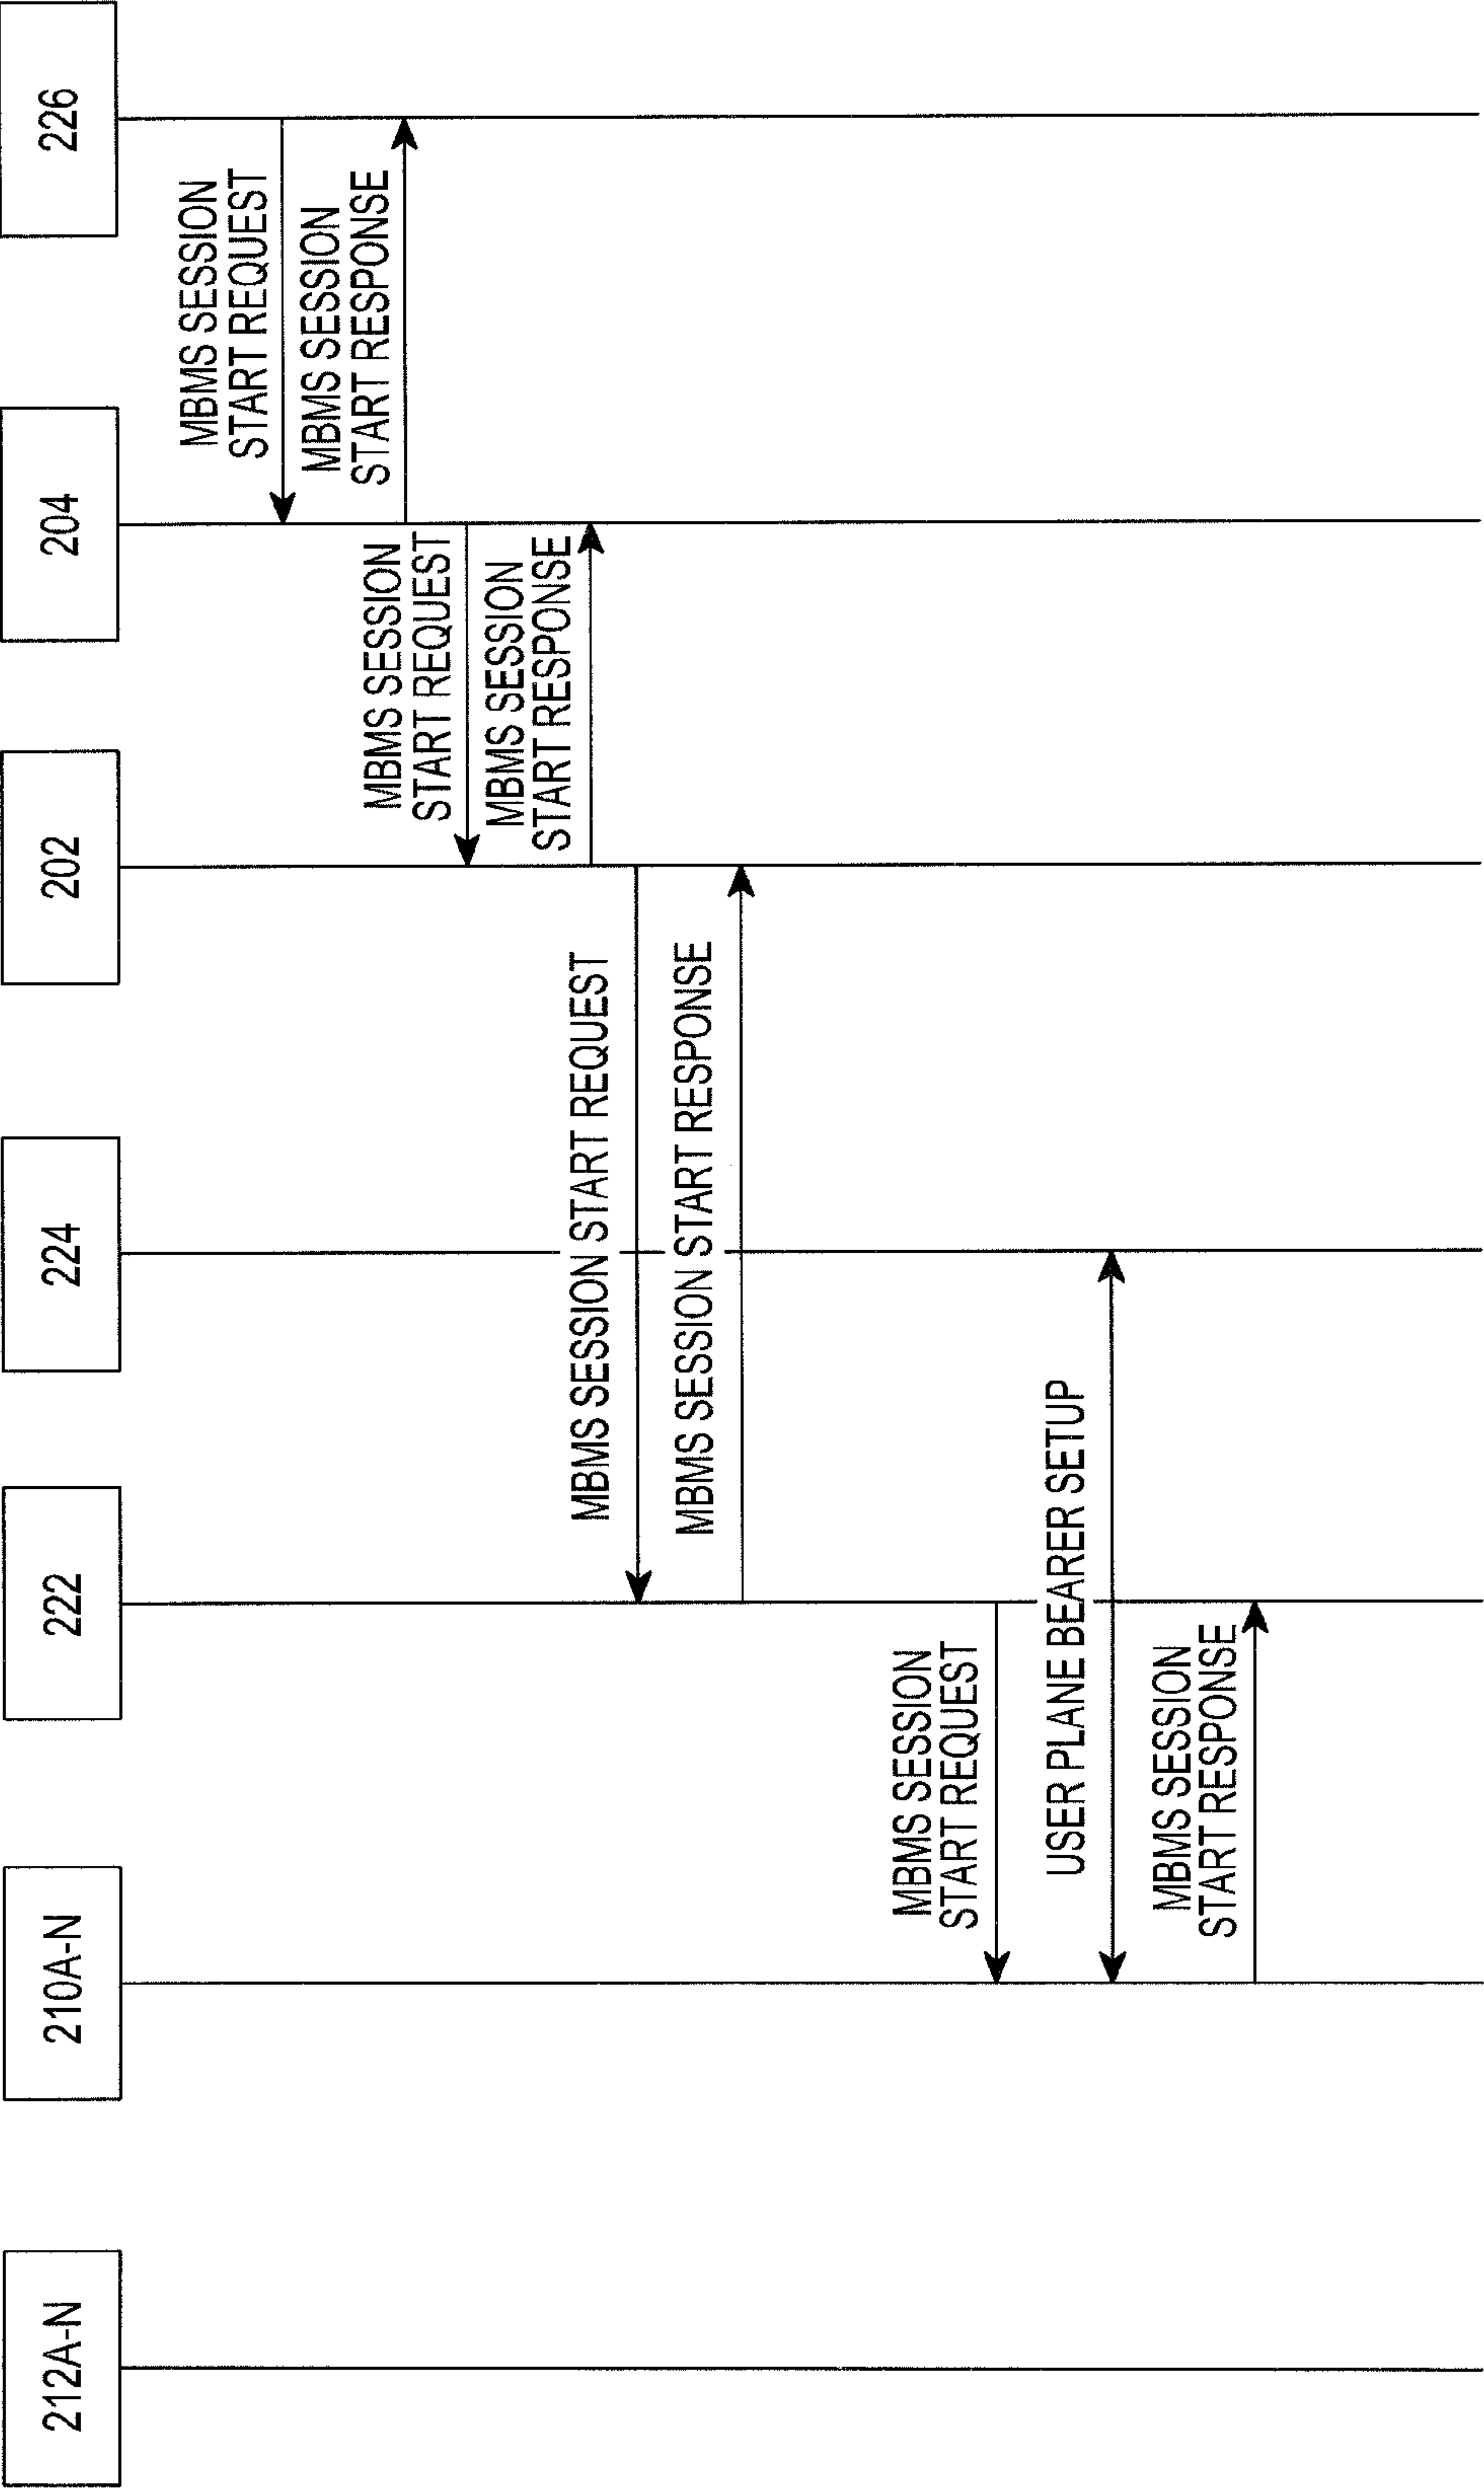 212A-N
210A-N
222
224
202
204
226
MBMS SESSION
START REQUEST
MBMS SESSION
START RESPONSE
MBMS SESSION
START REQUEST
MBMS SESSION
START RESPONSE
MBMS SESSION START REQUEST
MBMS SESSION START RESPONSE
MBMS SESSION
START REQUEST
USER PLANE BEARER SETUP
MBMS SESSION
START RESPONSE